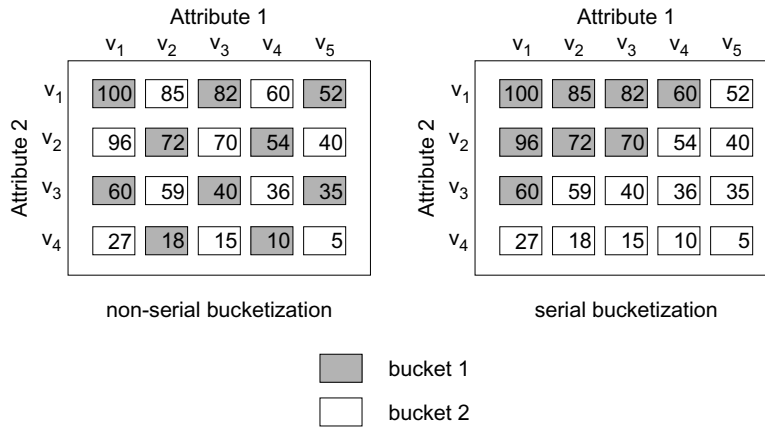 Attribute 1
v1 v2 v3 v4 v5
Attribute 2
v1 100 85 82 60 52
v2 96 72 70 54 40
v3 60 59 40 36 35
v4 27 18 15 10 5
non-serial bucketization
Attribute 1
v1 v2 v3 v4 v5
Attribute 2
v1 100 85 82 60 52
v2 96 72 70 54 40
v3 60 59 40 36 35
v4 27 18 15 10 5
serial bucketization
bucket 1
bucket 2